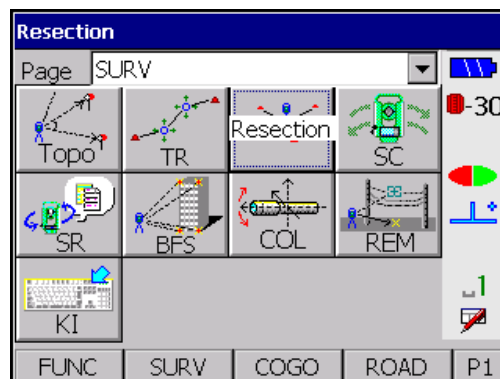 Resection
Page SURV
-30
Topo TR Resection SC
SR BFS COL REM
1
KI
FUNC SURV COGO ROAD P1